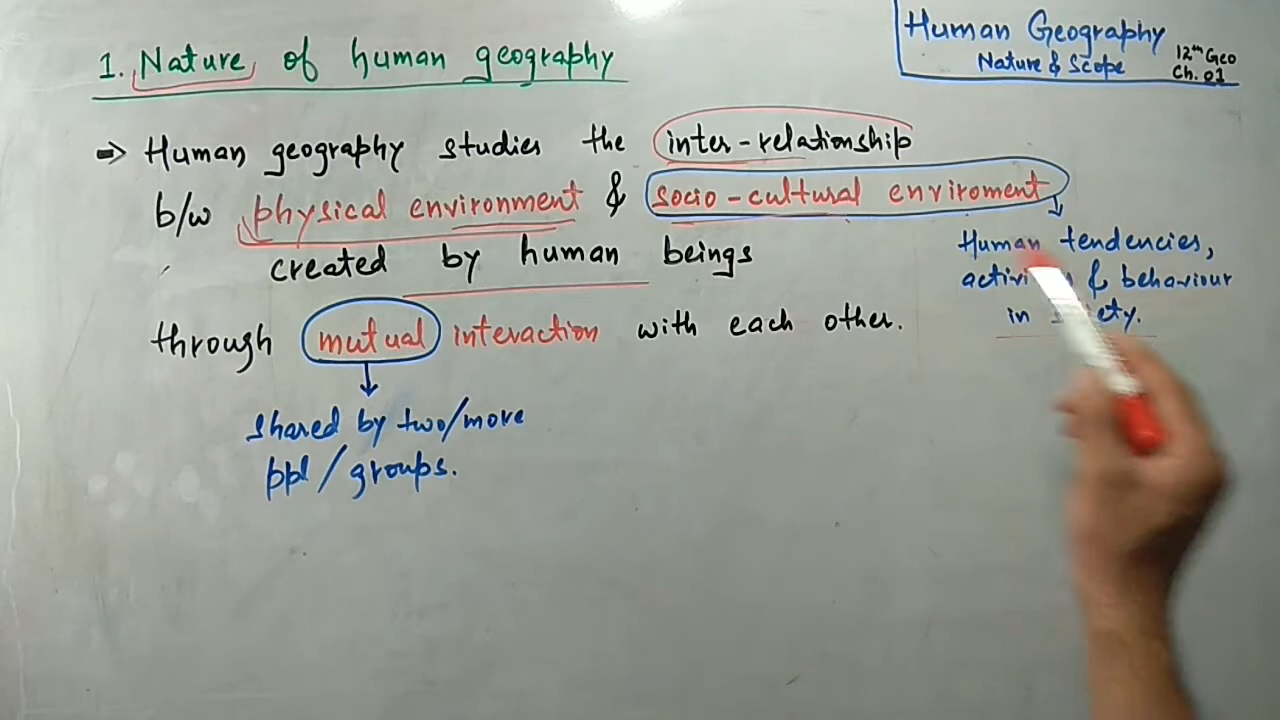 1. Nature of human geography
Human Geography
Nature & Scope
12th Geo
Ch. 01
⇒ Human geography studies the inter-relationship
b/w physical environment & socio-cultural enviroment
created by human beings
Human tendencies,
& behaviour
in
through mutual interaction with each other.
shared by two/more
ppl/groups.